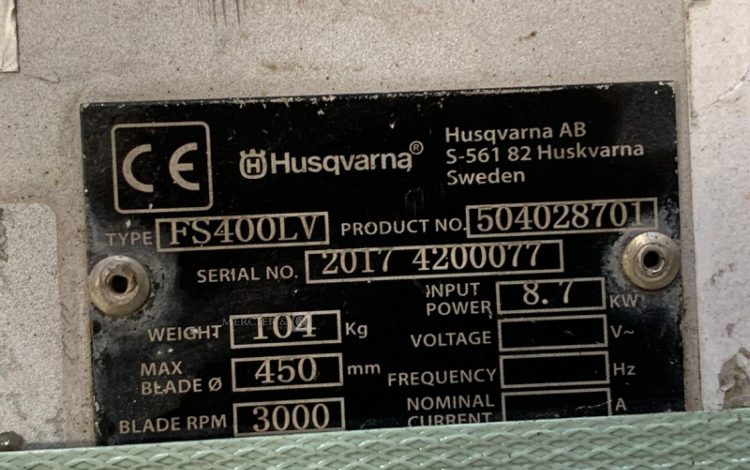 CE Husqvarna® Husqvarna AB
S-561 82 Huskvarna
Sweden
TYPE FS400LV PRODUCT NO. 504028701
SERIAL NO. 2017 4200077
INPUT POWER 8.7 KW
WEIGHT 104 Kg VOLTAGE V~
MAX BLADE Ø 450 mm FREQUENCY Hz
BLADE RPM 3000 NOMINAL CURRENT A